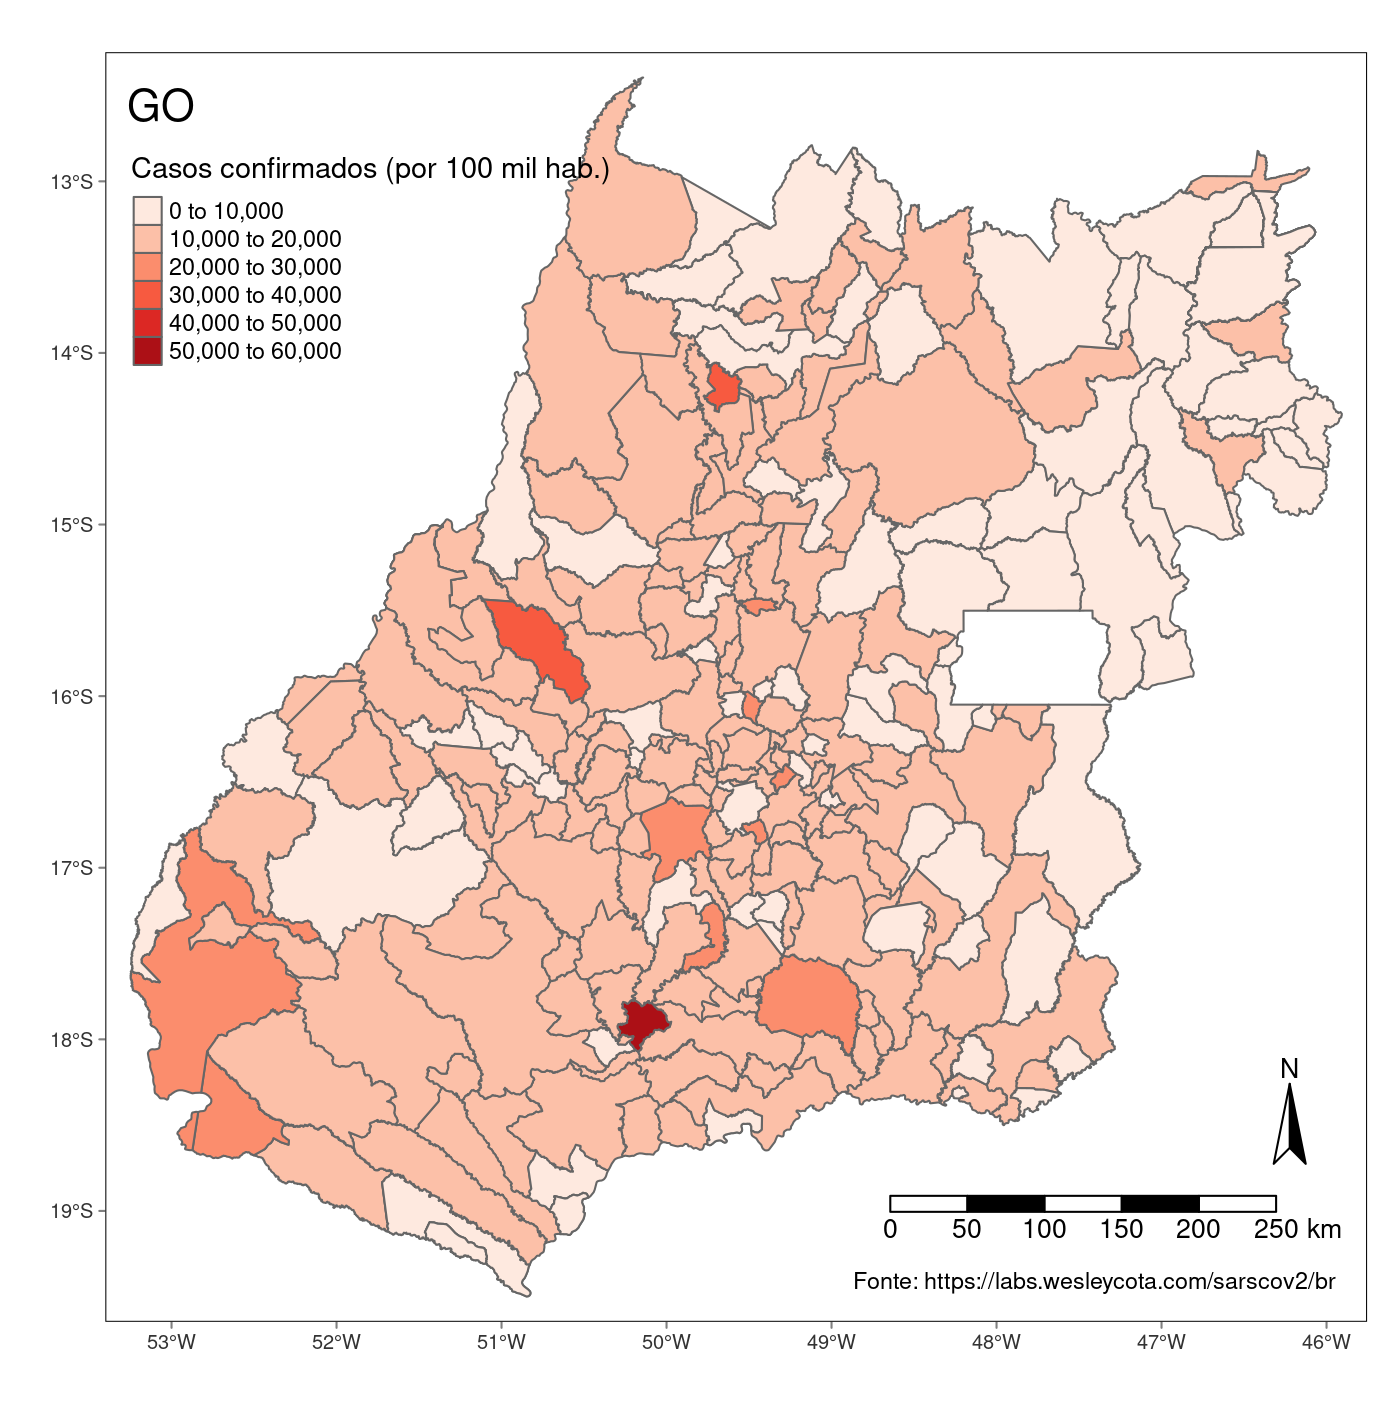 GO
Casos confirmados (por 100 mil hab.)
0 to 10,000
10,000 to 20,000
20,000 to 30,000
30,000 to 40,000
40,000 to 50,000
50,000 to 60,000
13°S
14°S
15°S
16°S
17°S
18°S
19°S
N
0 50 100 150 200 250 km
Fonte: https://labs.wesleycota.com/sarscov2/br
53°W 52°W 51°W 50°W 49°W 48°W 47°W 46°W